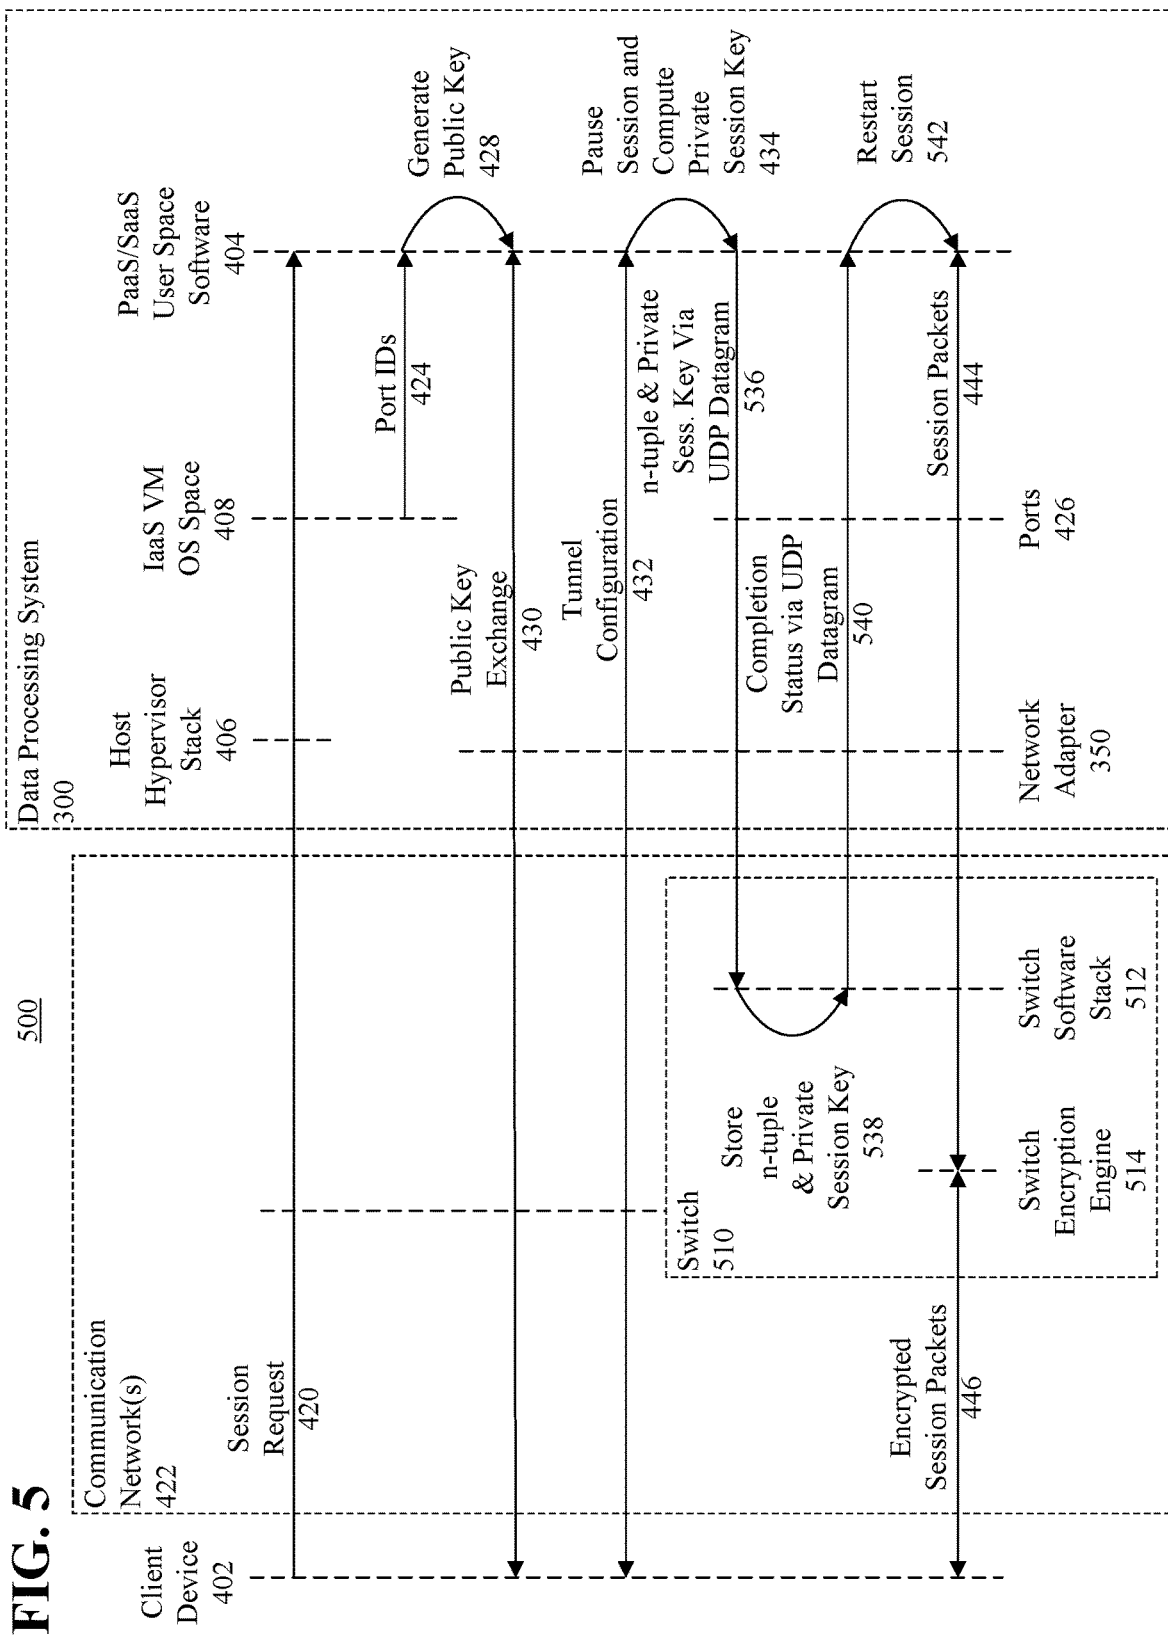 FIG. 5
500
Client
Device
402
Communication
Network(s)
422
Data Processing System
300
Host
Hypervisor
Stack
406
IaaS VM
OS Space
408
PaaS/SaaS
User Space
Software
404
Session
Request
420
Port IDs
424
Generate
Public Key
428
Public Key
Exchange
430
Tunnel
Configuration
432
Pause
Session and
Compute
Private
Session Key
434
n-tuple & Private
Sess. Key Via
UDP Datagram
536
Switch
510
Store
n-tuple
& Private
Session Key
538
Completion
Status via UDP
Datagram
540
Restart
Session
542
Encrypted
Session Packets
446
Session Packets
444
Switch
Encryption
Engine
514
Switch
Software
Stack
512
Network
Adapter
350
Ports
426